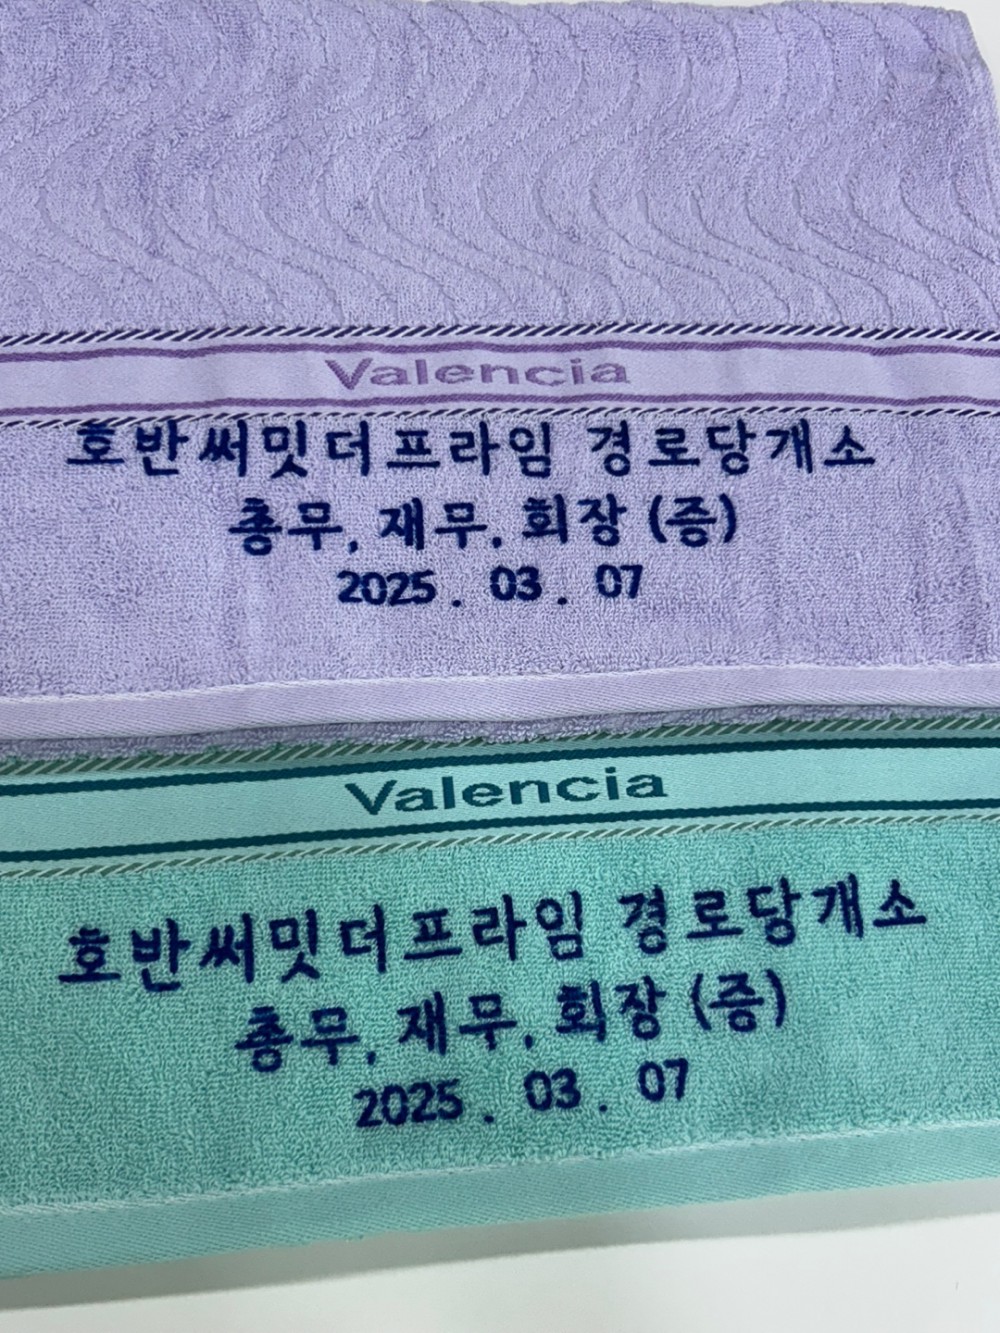 Valencia
호반써밋더프라임 경로당개소
총무, 재무, 회장 (증)
2025 . 03 . 07
Valencia
호반써밋더프라임 경로당개소
총무, 재무, 회장 (증)
2025 . 03 . 07